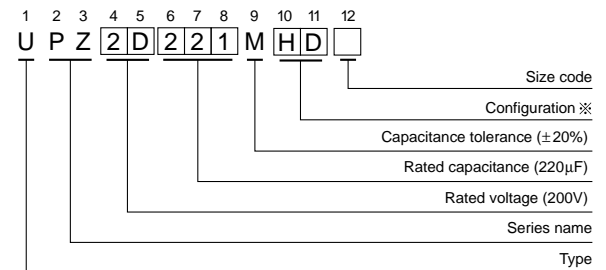 1 2 3 4 5 6 7 8 9 10 11 12
U P Z 2 D 2 2 1 M H D
Size code
Configuration ※
Capacitance tolerance (±20%)
Rated capacitance (220μF)
Rated voltage (200V)
Series name
Type